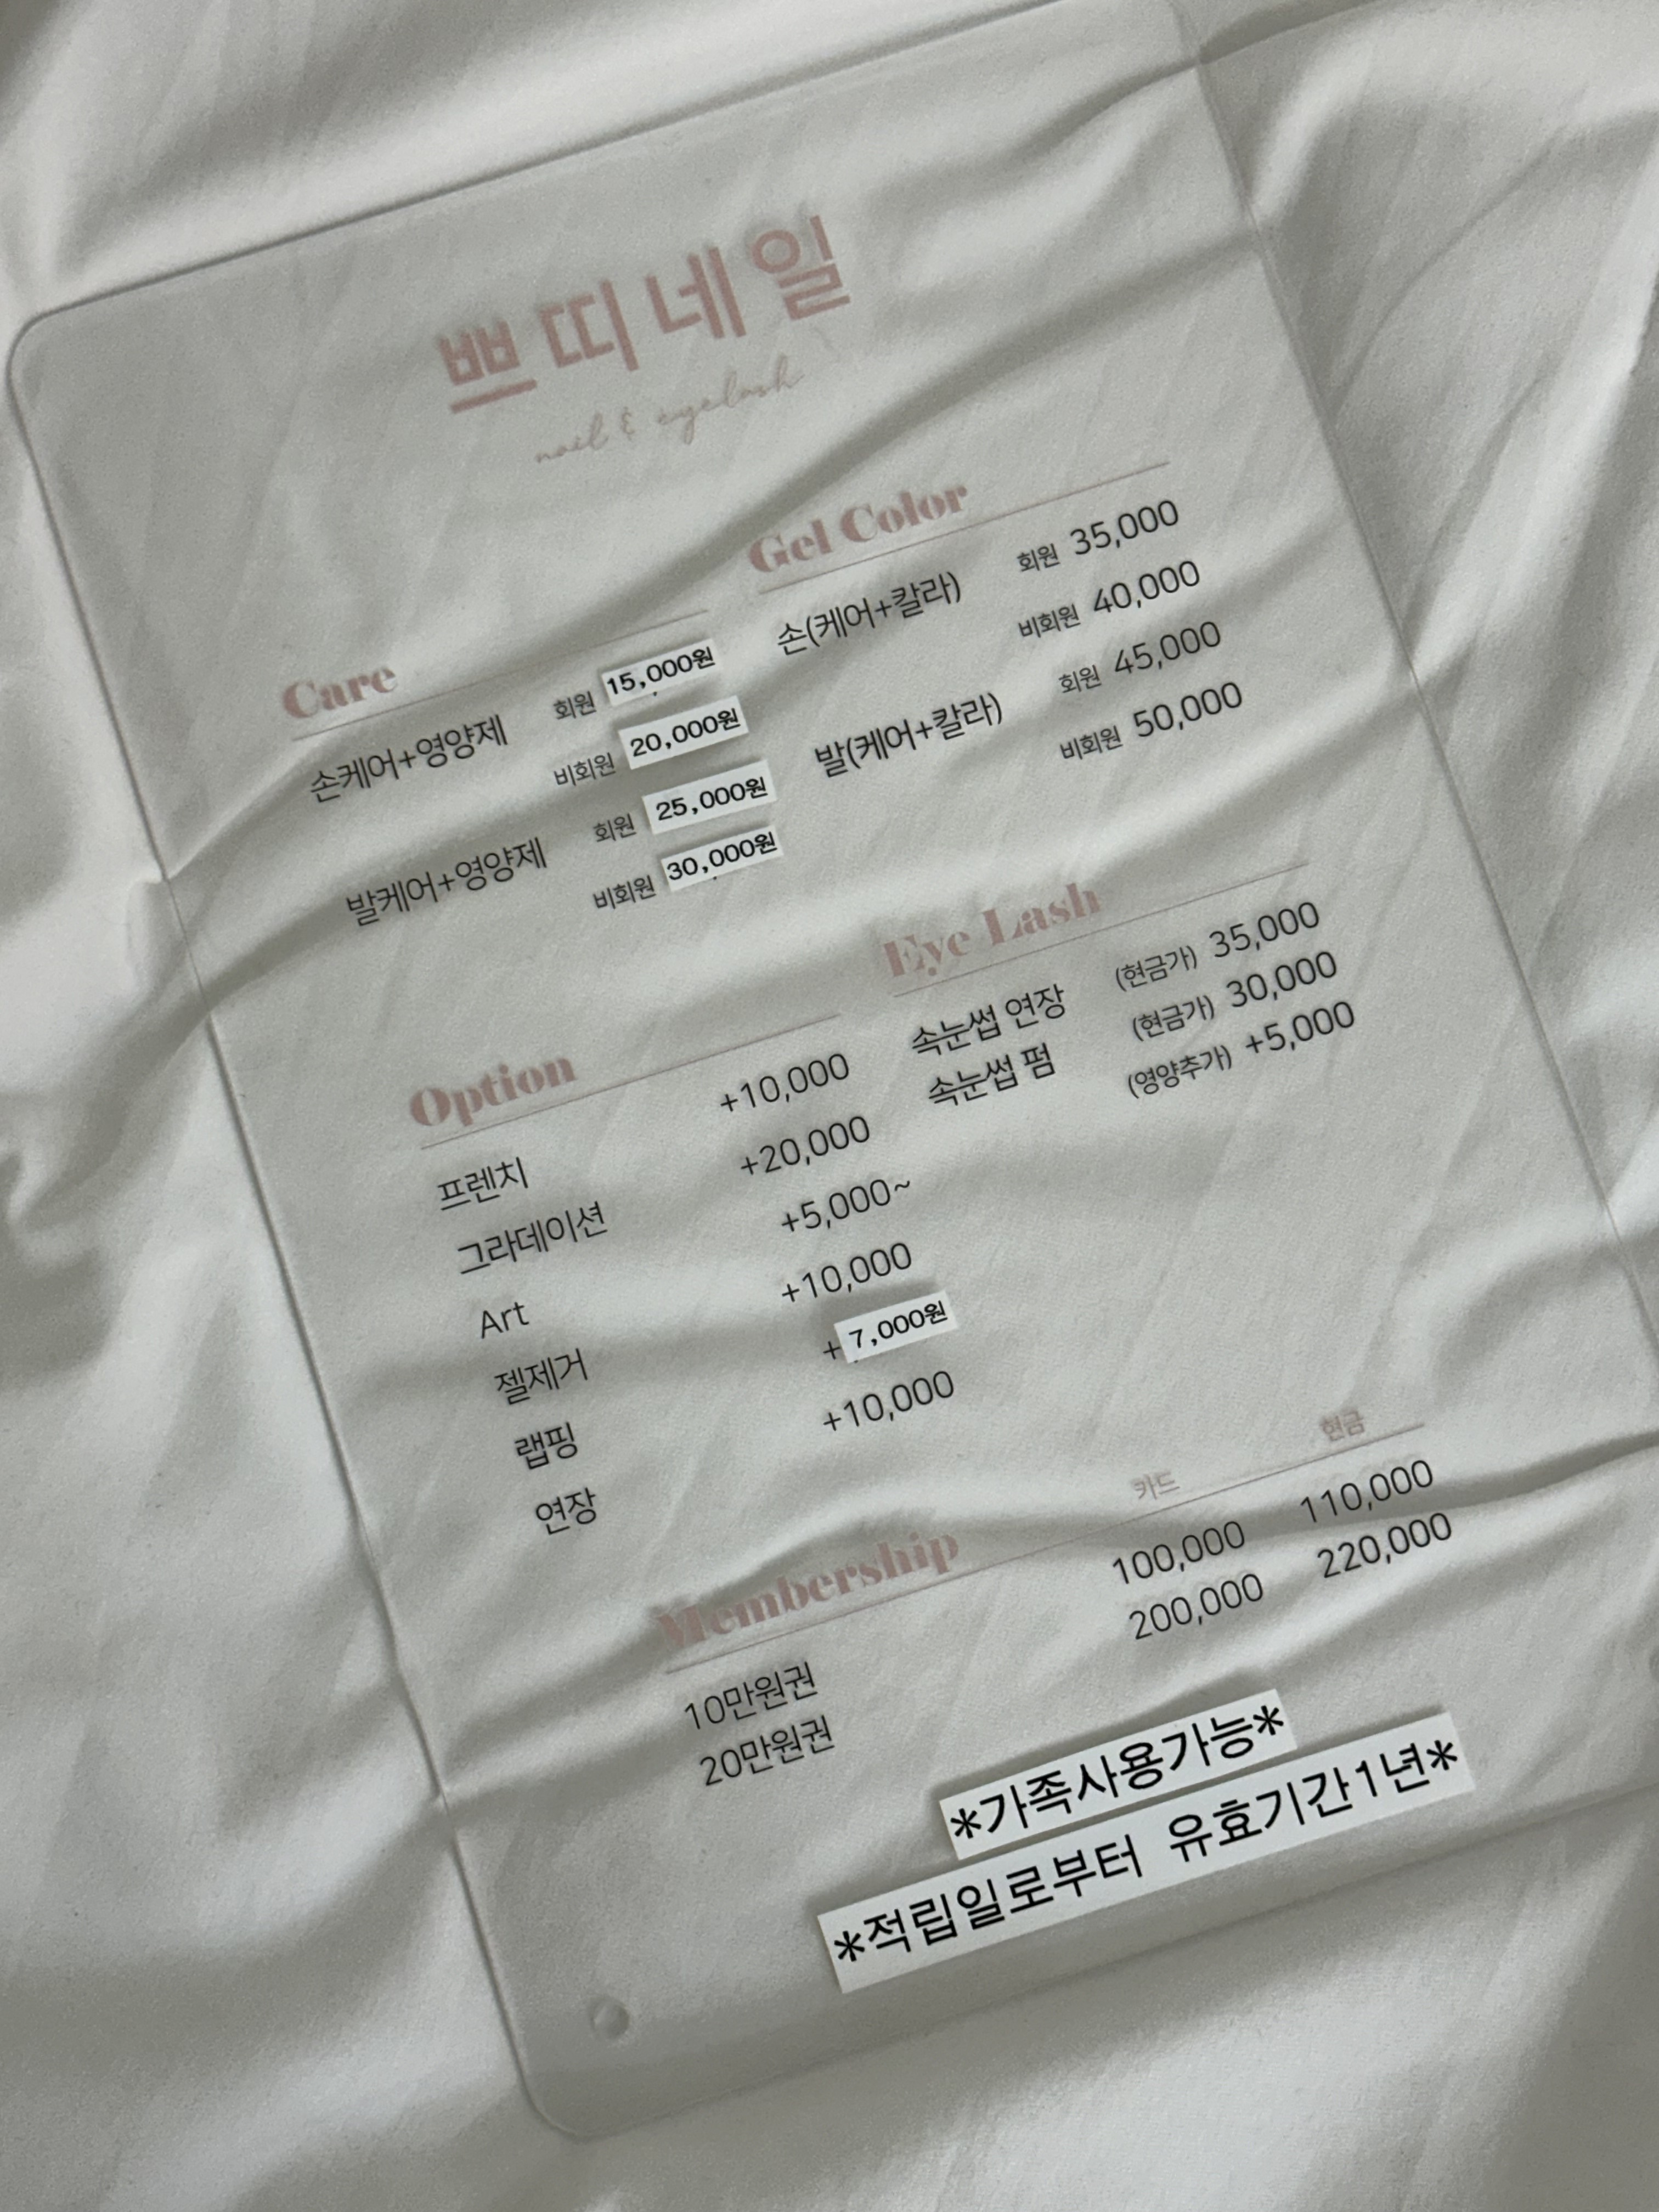 쁘띠네일
nail & eyelash
Care
손케어+영양제 회원 15,000원
비회원 20,000원
발케어+영양제 회원 25,000원
비회원 30,000원
Gel Color
손(케어+칼라) 회원 35,000
비회원 40,000
발(케어+칼라) 회원 45,000
비회원 50,000
Option
프렌치 +10,000
그라데이션 +20,000
Art +5,000~
젤제거 +10,000
랩핑 +7,000원
연장 +10,000
Eye Lash
속눈썹 연장 (현금가) 35,000
속눈썹 펌 (현금가) 30,000
(영양추가) +5,000
Membership 카드 현금
10만원권 100,000 110,000
20만원권 200,000 220,000
*가족사용가능*
*적립일로부터 유효기간1년*